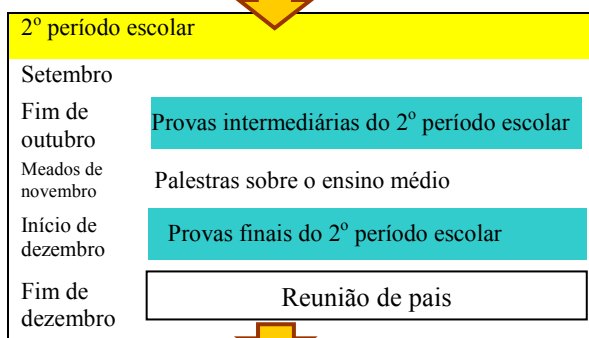 2º período escolar
Setembro
Fim de
outubro
Provas intermediárias do 2º período escolar
Meados de
novembro
Palestras sobre o ensino médio
Início de
dezembro
Provas finais do 2º período escolar
Fim de
dezembro
Reunião de pais